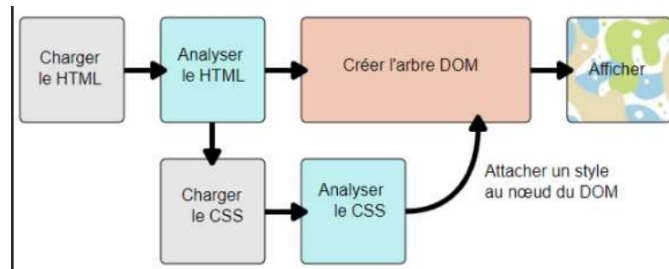 Charger
le HTML
Analyser
le HTML
Créer l'arbre DOM
Afficher
Charger
le CSS
Analyser
le CSS
Attacher un style
au nœud du DOM